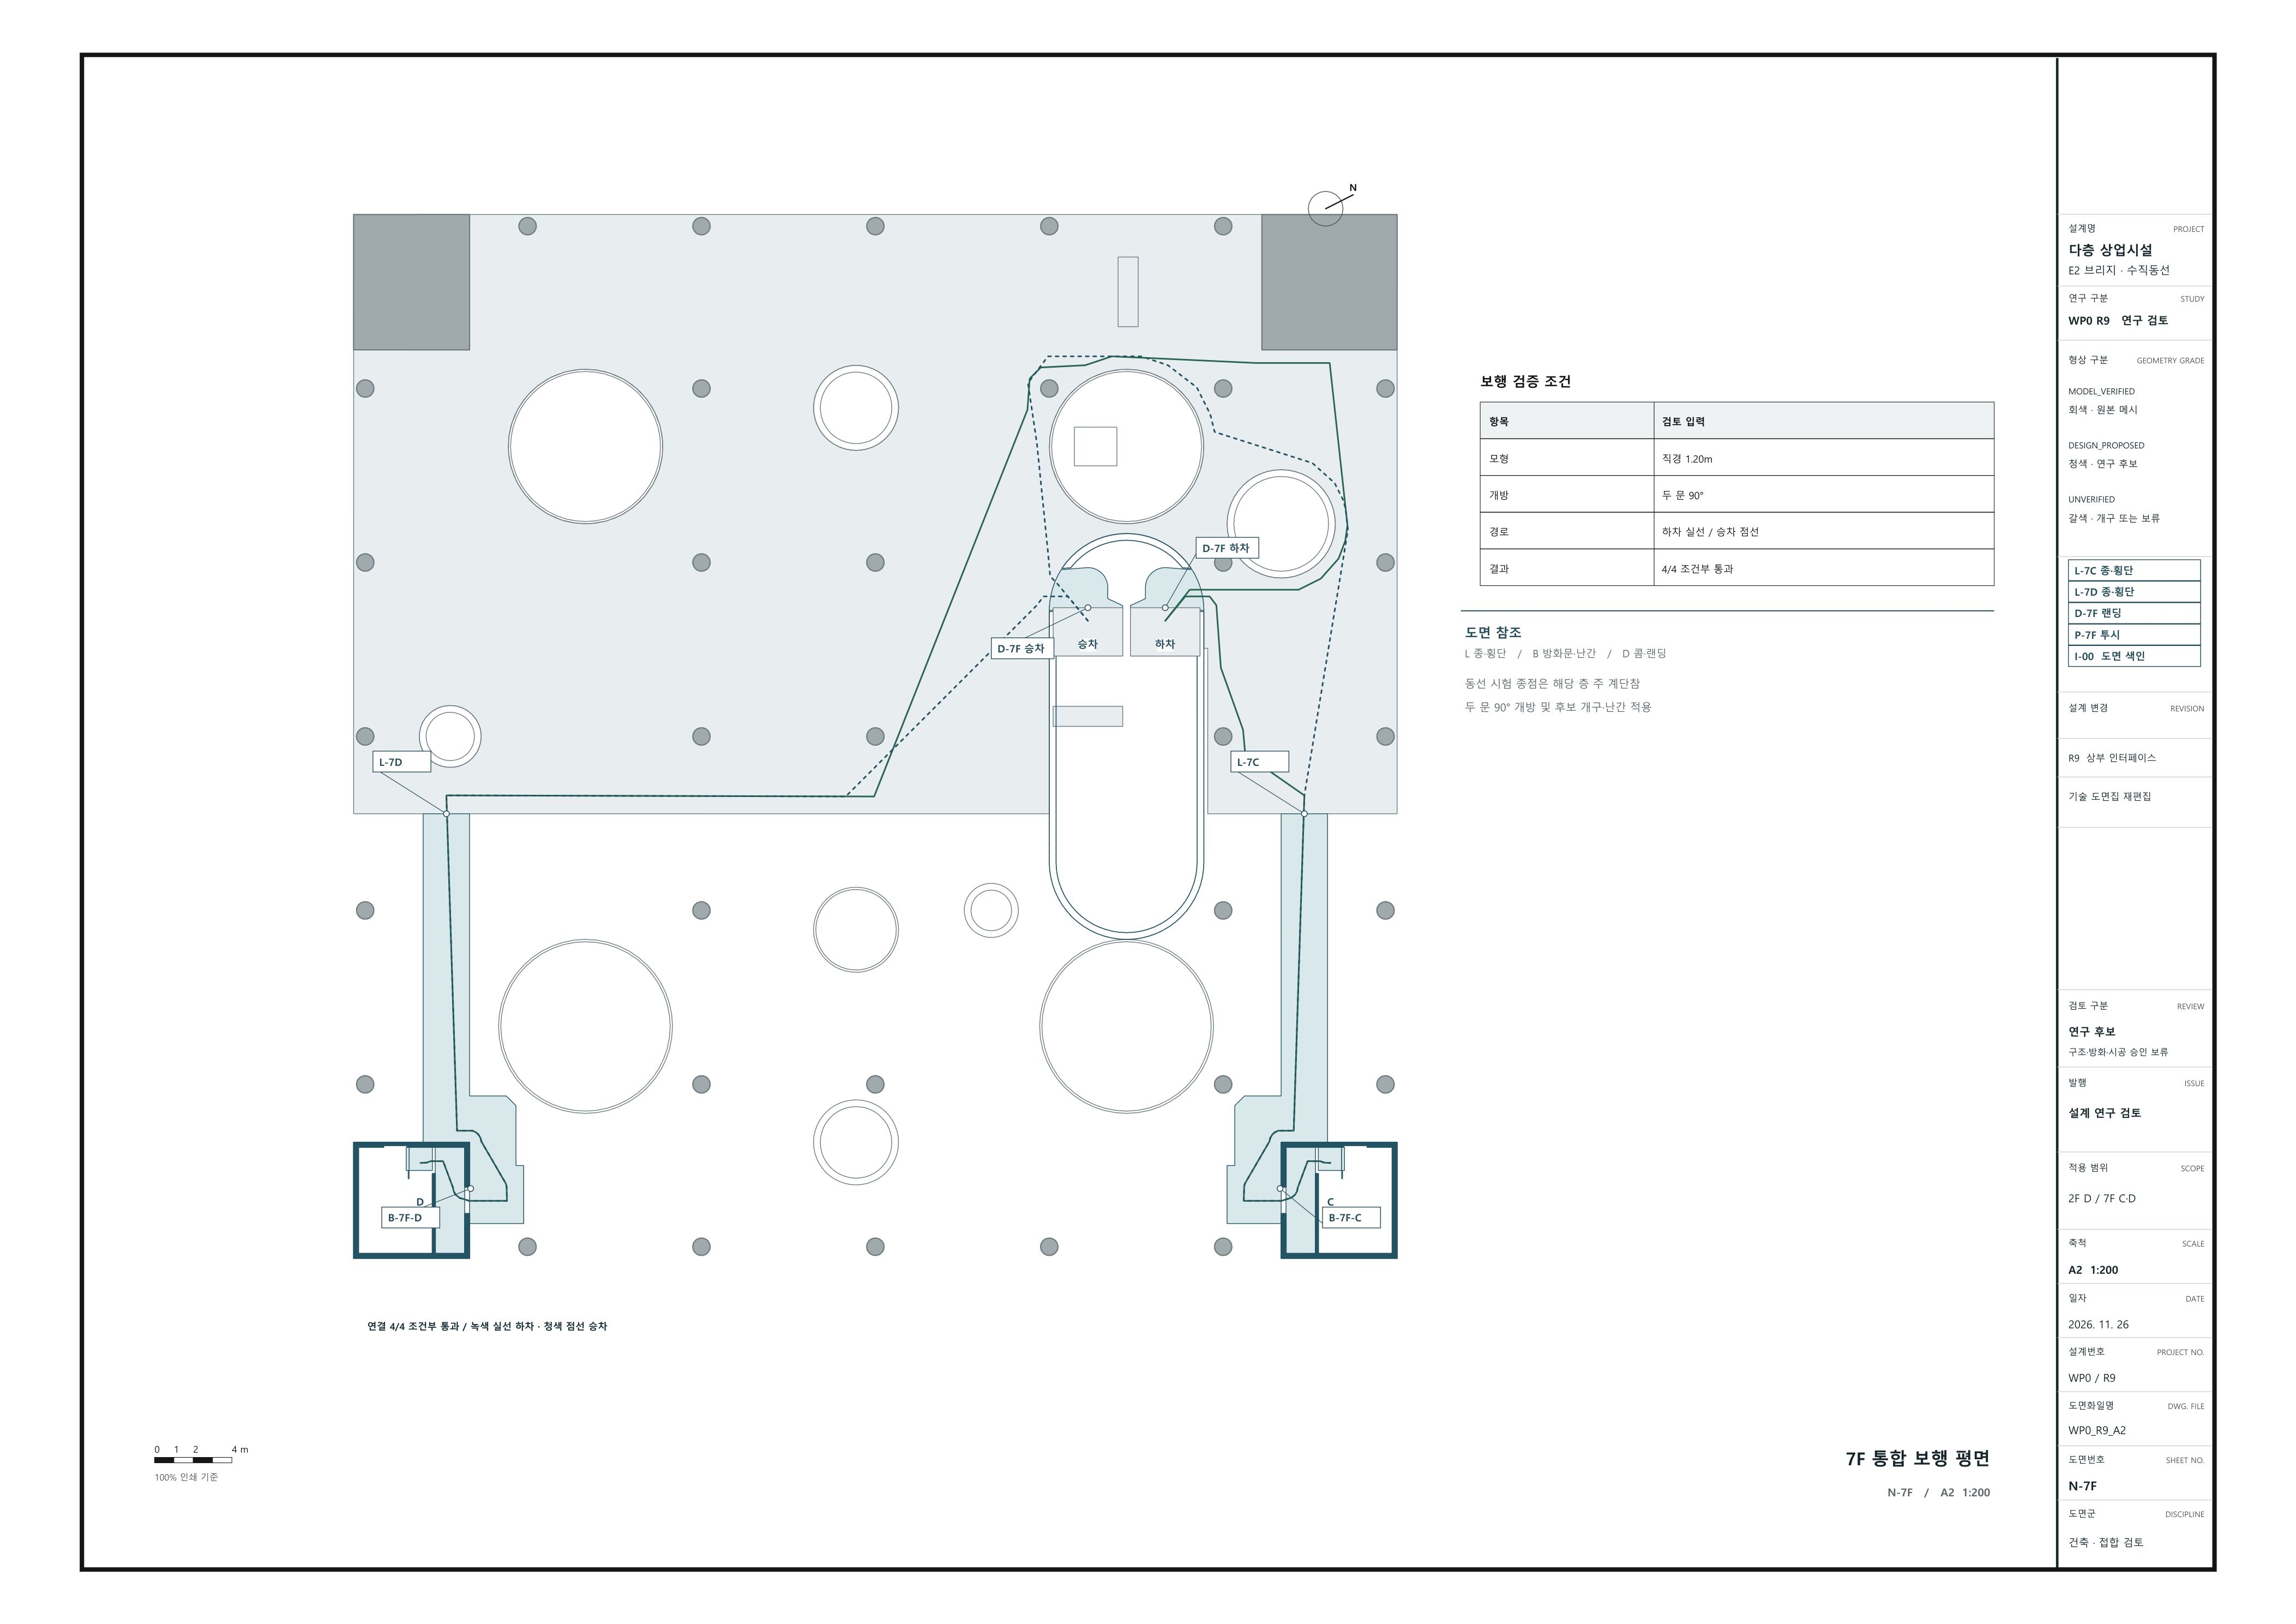 N
D-7F 하차
D-7F 승차
승차
하차
L-7D
L-7C
D
B-7F-D
C
B-7F-C
연결 4/4 조건부 통과 / 녹색 실선 하차 · 청색 점선 승차
0 1 2 4 m
100% 인쇄 기준
보행 검증 조건
항목 검토 입력
모형 직경 1.20m
개방 두 문 90°
경로 하차 실선 / 승차 점선
결과 4/4 조건부 통과
도면 참조
L 종·횡단 / B 방화문·난간 / D 콤·랜딩
동선 시험 종점은 해당 층 주 계단참
두 문 90° 개방 및 후보 개구·난간 적용
7F 통합 보행 평면
N-7F / A2 1:200
설계명 PROJECT
다층 상업시설
E2 브리지 · 수직동선
연구 구분 STUDY
WP0 R9 연구 검토
형상 구분 GEOMETRY GRADE
MODEL_VERIFIED
회색 · 원본 메시
DESIGN_PROPOSED
청색 · 연구 후보
UNVERIFIED
갈색 · 개구 또는 보류
L-7C 종·횡단
L-7D 종·횡단
D-7F 랜딩
P-7F 투시
I-00 도면 색인
설계 변경 REVISION
R9 상부 인터페이스
기술 도면집 재편집
검토 구분 REVIEW
연구 후보
구조·방화·시공 승인 보류
발행 ISSUE
설계 연구 검토
적용 범위 SCOPE
2F D / 7F C·D
축척 SCALE
A2 1:200
일자 DATE
2026. 11. 26
설계번호 PROJECT NO.
WP0 / R9
도면화일명 DWG. FILE
WP0_R9_A2
도면번호 SHEET NO.
N-7F
도면군 DISCIPLINE
건축 · 접합 검토